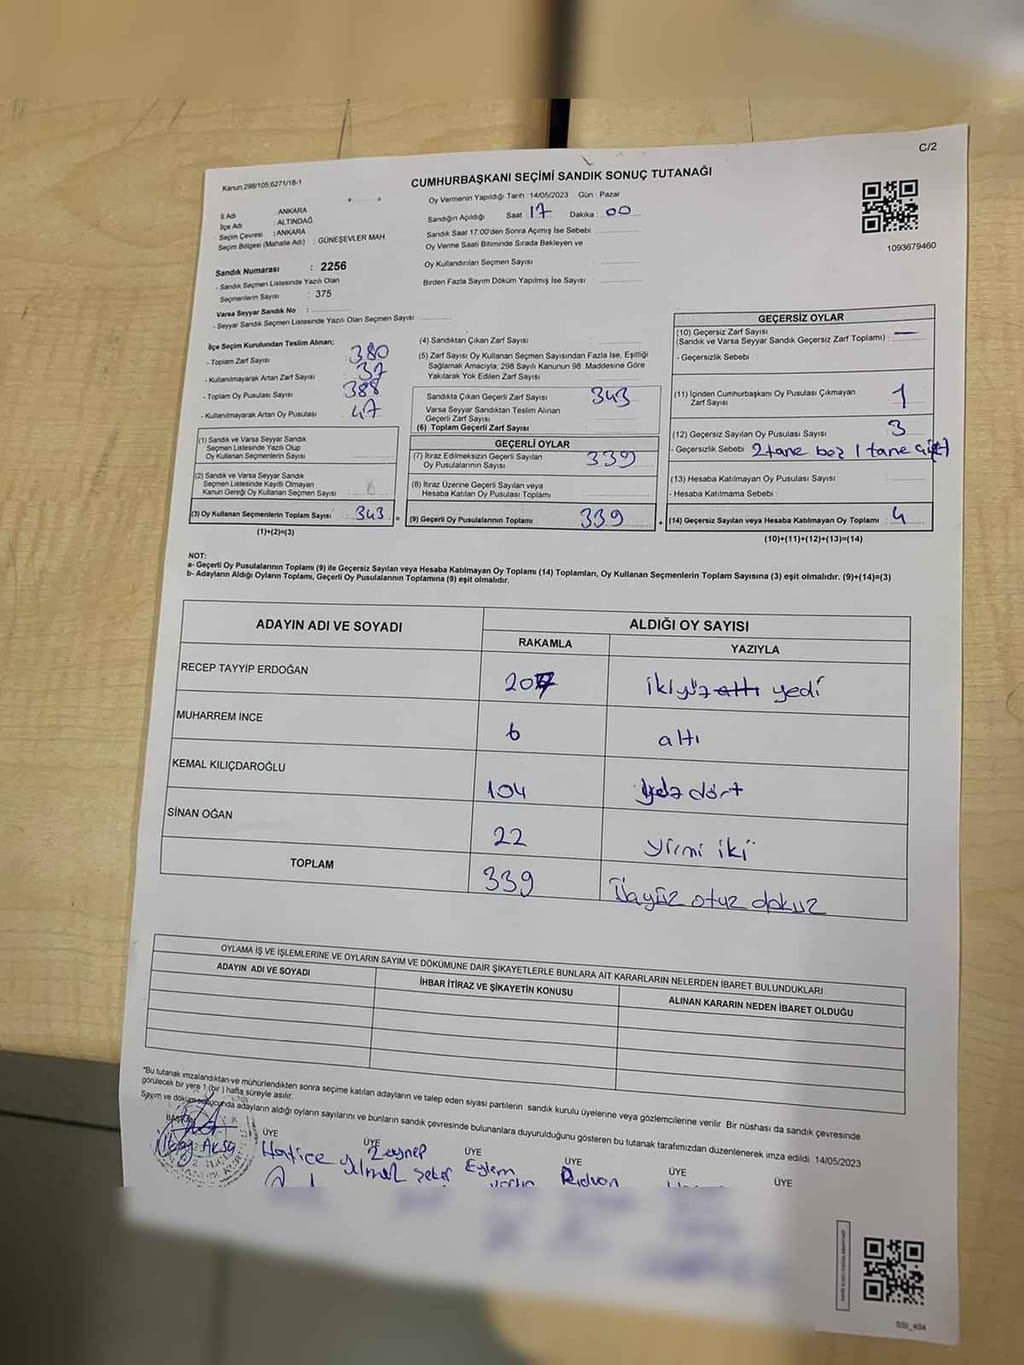 C/2
Kanun,298/105;6271/18-1
CUMHURBAŞKANI SEÇİMİ SANDIK SONUÇ TUTANAĞI
İl Adı : ANKARA
İlçe Adı : ALTINDAĞ
Seçim Çevresi : ANKARA
Seçim Bölgesi (Mahalle Adı) : GÜNEŞEVLER MAH
Sandık Numarası : 2256
- Sandık Seçmen Listesinde Yazılı Olan
Seçmenlerin Sayısı : 375
Varsa Seyyar Sandık No :
- Seyyar Sandık Seçmen Listesinde Yazılı Olan Seçmen Sayısı:
Oy Vermenin Yapıldığı Tarih :14/05/2023 Gün : Pazar
Sandığın Açıldığı Saat 17 Dakika : 00
Sandık Saat 17:00'den Sonra Açımış İse Sebebi
Oy Verme Saati Bitiminde Sırada Bekleyen ve
Oy Kullandırılan Seçmen Sayısı
Birden Fazla Sayım Döküm Yapılmış İse Sayısı
1093679460
İlçe Seçim Kurulundan Teslim Alınan;
- Toplam Zarf Sayısı 380
- Kullanılmayarak Artan Zarf Sayısı 37
- Toplam Oy Pusulası Sayısı 388
- Kullanılmayarak Artan Oy Pusulası 47
(1) Sandık ve Varsa Seyyar Sandık
Seçmen Listesinde Yazılı Olup
Oy Kullanan Seçmenlerin Sayısı
(2) Sandık ve Varsa Seyyar Sandık
Seçmen Listesinde Kayıtlı Olmayan
Kanun Gereği Oy Kullanan Seçmen Sayısı
(3) Oy Kullanan Seçmenlerin Toplam Sayısı 343
(1)+(2)=(3)
(4) Sandıktan Çıkan Zarf Sayısı
(5) Zarf Sayısı Oy Kullanan Seçmen Sayısından Fazla İse, Eşitliği
Sağlamak Amacıyla; 298 Sayılı Kanunun 98. Maddesine Göre
Yakılarak Yok Edilen Zarf Sayısı
Sandıkta Çıkan Geçerli Zarf Sayısı 343
Varsa Seyyar Sandıktan Teslim Alınan
Geçerli Zarf Sayısı
(6) Toplam Geçerli Zarf Sayısı
GEÇERLİ OYLAR
(7) İtiraz Edilmeksizin Geçerli Sayılan
Oy Pusulalarının Sayısı 339
(8) İtiraz Üzerine Geçerli Sayılan veya
Hesaba Katılan Oy Pusulası Toplamı
(9) Geçerli Oy Pusulalarının Toplamı 339
GEÇERSİZ OYLAR
(10) Geçersiz Zarf Sayısı
(Sandık ve Varsa Seyyar Sandık Geçersiz Zarf Toplamı) : —
- Geçersizlik Sebebi :
(11) İçinden Cumhurbaşkanı Oy Pusulası Çıkmayan
Zarf Sayısı 1
(12) Geçersiz Sayılan Oy Pusulası Sayısı 3
- Geçersizlik Sebebi 2 tane boz 1 tane çift
(13) Hesaba Katılmayan Oy Pusulası Sayısı
- Hesaba Katılmama Sebebi :
(14) Geçersiz Sayılan veya Hesaba Katılmayan Oy Toplamı 4
(10)+(11)+(12)+(13)=(14)
NOT:
a- Geçerli Oy Pusulalarının Toplamı (9) ile Geçersiz Sayılan veya Hesaba Katılmayan Oy Toplamı (14) Toplamları, Oy Kullanan Seçmenlerin Toplam Sayısına (3) eşit olmalıdır. (9)+(14)=(3)
b- Adayların Aldığı Oyların Toplamı, Geçerli Oy Pusulalarının Toplamına (9) eşit olmalıdır.
ADAYIN ADI VE SOYADI ALDIĞI OY SAYISI
RAKAMLA YAZIYLA
RECEP TAYYİP ERDOĞAN 207 ikiyüz altı yedi
MUHARREM İNCE 6 altı
KEMAL KILIÇDAROĞLU 104 yüz dört
SİNAN OĞAN 22 yirmi iki
TOPLAM 339 Üçyüz otuz dokuz
OYLAMA İŞ VE İŞLEMLERİNE VE OYLARIN SAYIM VE DÖKÜMÜNE DAİR ŞİKAYETLERLE BUNLARA AİT KARARLARIN NELERDEN İBARET BULUNDUKLARI
ADAYIN ADI VE SOYADI İHBAR İTİRAZ VE ŞİKAYETİN KONUSU ALINAN KARARIN NEDEN İBARET OLDUĞU
"Bu tutanak imzalandıktan ve mühürlendikten sonra seçime katılan adayların ve talep eden siyasi partilerin sandık kurulu üyelerine veya gözlemcilerine verilir. Bir nüshası da sandık çevresinde
görülecek bir yere 1 (bir ) hafta süreyle asılır.
Sayım ve döküm sonucunda adayların aldığı oyların sayılarını ve bunların sandık çevresinde bulunanlara duyurulduğunu gösteren bu tutanak tarafımızdan düzenlenerek imza edildi. 14/05/2023
ÜYE ÜYE ÜYE ÜYE ÜYE ÜYE
Hatice Zeynep Eylem Rıdvan
SSI_404